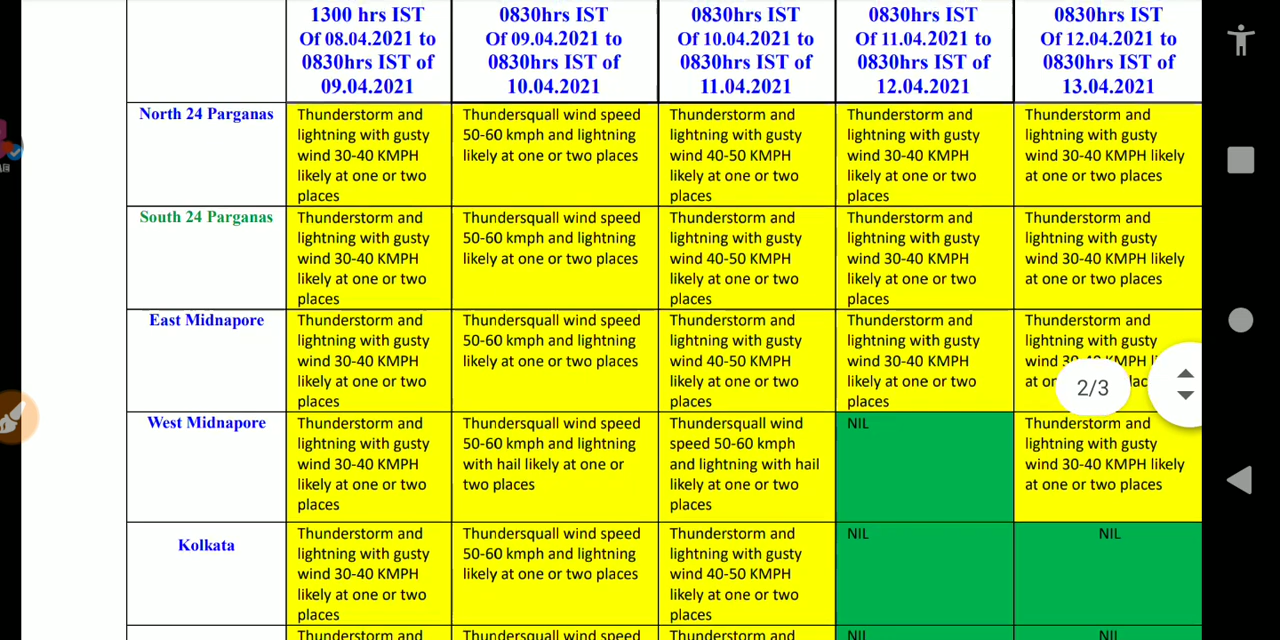 1300 hrs IST
Of 08.04.2021 to
0830hrs IST of
09.04.2021
0830hrs IST
Of 09.04.2021 to
0830hrs IST of
10.04.2021
0830hrs IST
Of 10.04.2021 to
0830hrs IST of
11.04.2021
0830hrs IST
Of 11.04.2021 to
0830hrs IST of
12.04.2021
0830hrs IST
Of 12.04.2021 to
0830hrs IST of
13.04.2021
North 24 Parganas
Thunderstorm and
lightning with gusty
wind 30-40 KMPH
likely at one or two
places
Thundersquall wind speed
50-60 kmph and lightning
likely at one or two places
Thunderstorm and
lightning with gusty
wind 40-50 KMPH
likely at one or two
places
Thunderstorm and
lightning with gusty
wind 30-40 KMPH
likely at one or two
places
Thunderstorm and
lightning with gusty
wind 30-40 KMPH likely
at one or two places
South 24 Parganas
Thunderstorm and
lightning with gusty
wind 30-40 KMPH
likely at one or two
places
Thundersquall wind speed
50-60 kmph and lightning
likely at one or two places
Thunderstorm and
lightning with gusty
wind 40-50 KMPH
likely at one or two
places
Thunderstorm and
lightning with gusty
wind 30-40 KMPH
likely at one or two
places
Thunderstorm and
lightning with gusty
wind 30-40 KMPH likely
at one or two places
East Midnapore
Thunderstorm and
lightning with gusty
wind 30-40 KMPH
likely at one or two
places
Thundersquall wind speed
50-60 kmph and lightning
likely at one or two places
Thunderstorm and
lightning with gusty
wind 40-50 KMPH
likely at one or two
places
Thunderstorm and
lightning with gusty
wind 30-40 KMPH
likely at one or two
places
Thunderstorm and
lightning with gusty
wind 30-40 KMPH
at
2/3
West Midnapore
Thunderstorm and
lightning with gusty
wind 30-40 KMPH
likely at one or two
places
Thundersquall wind speed
50-60 kmph and lightning
with hail likely at one or
two places
Thundersquall wind
speed 50-60 kmph
and lightning with hail
likely at one or two
places
NIL
Thunderstorm and
lightning with gusty
wind 30-40 KMPH likely
at one or two places
Kolkata
Thunderstorm and
lightning with gusty
wind 30-40 KMPH
likely at one or two
places
Thundersquall wind speed
50-60 kmph and lightning
likely at one or two places
Thunderstorm and
lightning with gusty
wind 40-50 KMPH
likely at one or two
places
NIL
NIL
Thunderstorm and
Thundersquall wind speed
Thunderstorm and
NIL
NIL